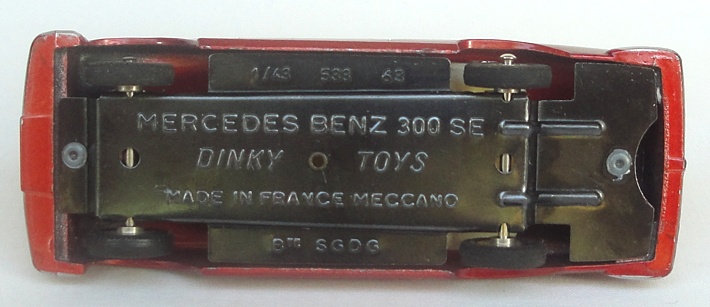 1/43 533 63
MERCEDES BENZ 300 SE
DINKY TOYS
MADE IN FRANCE MECCANO
Bte SGDG